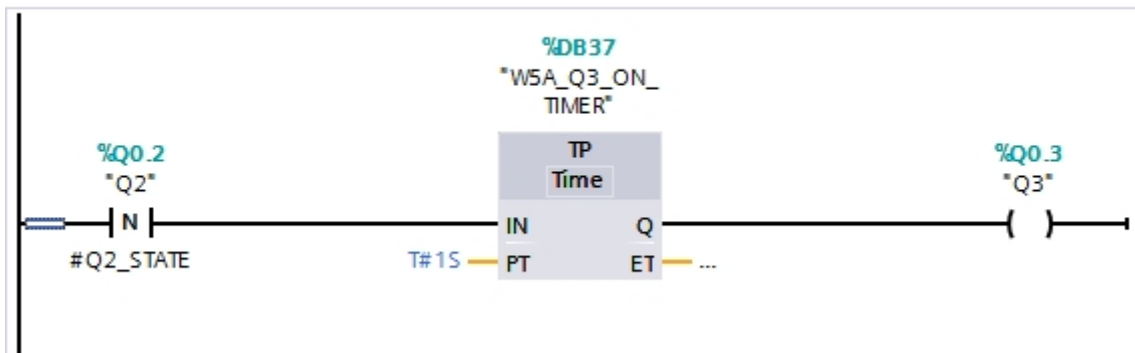 %DB37
"W5A_Q3_ON_
TIMER"
%Q0.2
"Q2"
TP
Time
%Q0.3
"Q3"
N
IN
Q
( )
#Q2_STATE
T#1S
PT
ET
...